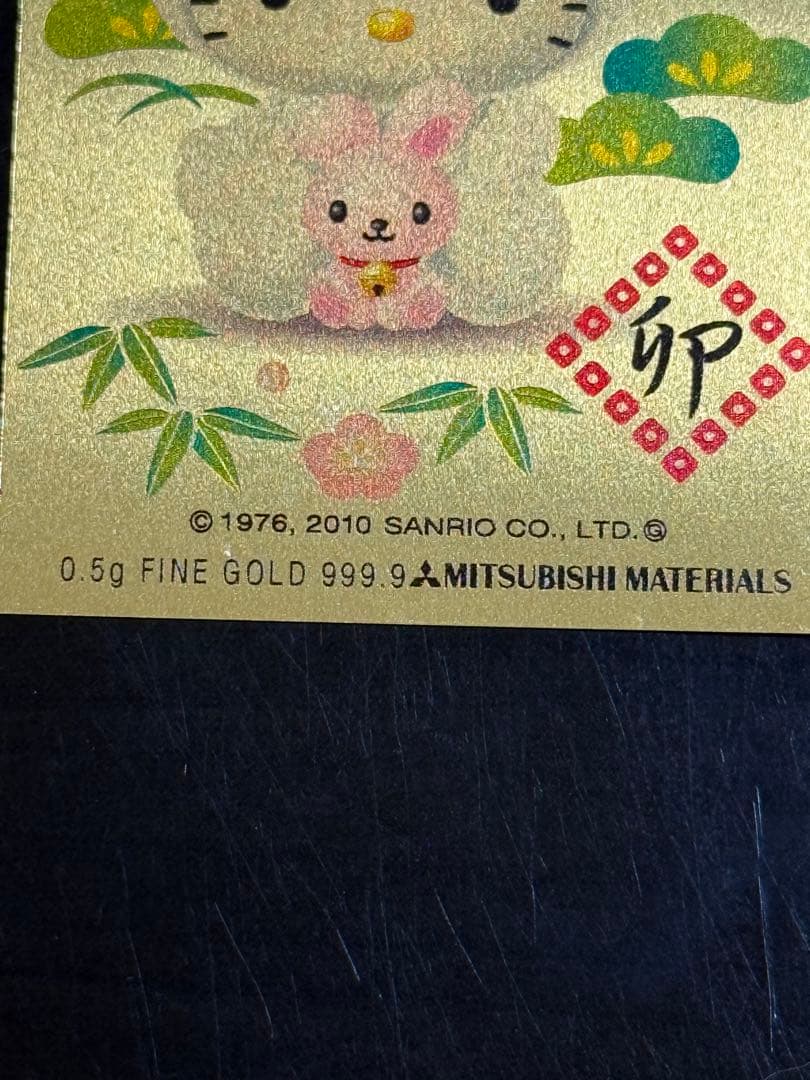 卯
© 1976, 2010 SANRIO CO., LTD. Ⓖ
0.5g FINE GOLD 999.9 MITSUBISHI MATERIALS